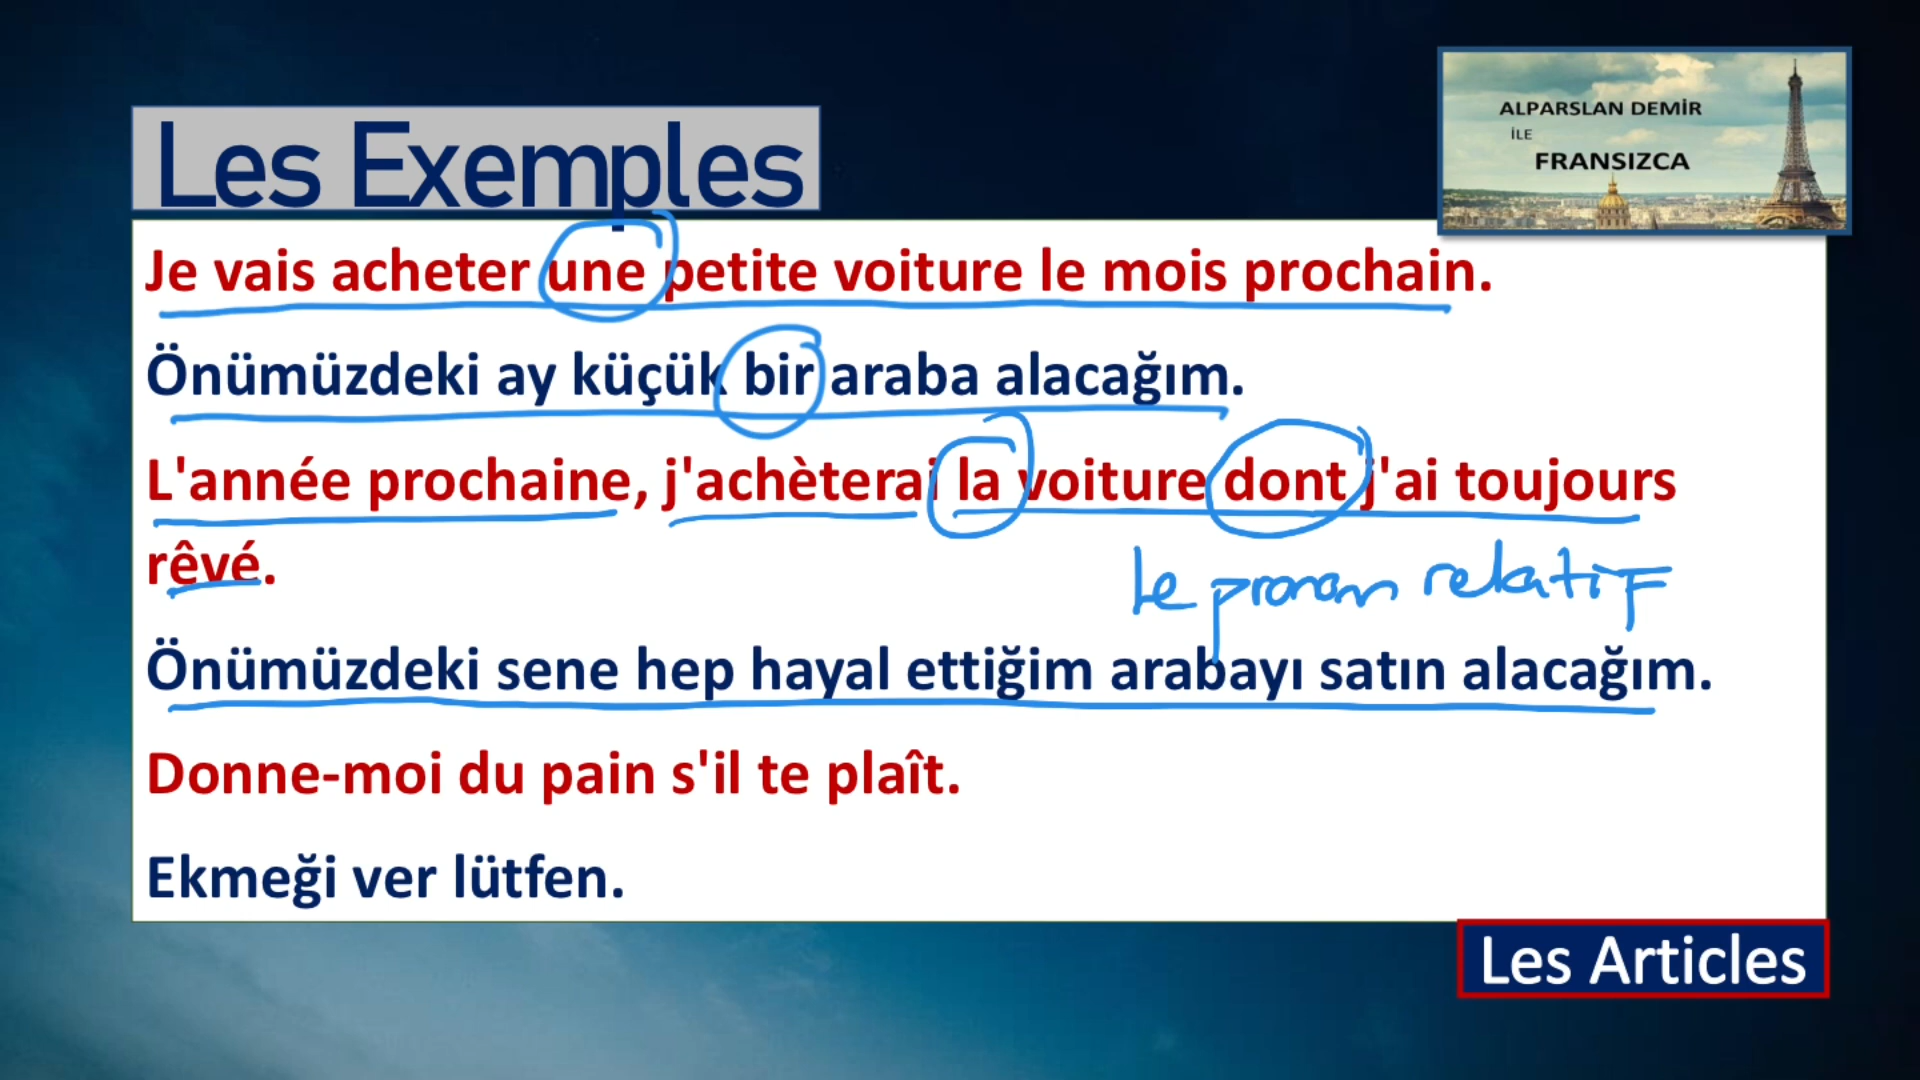 ALPARSLAN DEMİR
İLE
FRANSIZCA
Les Exemples
Je vais acheter une petite voiture le mois prochain.
Önümüzdeki ay küçük bir araba alacağım.
L'année prochaine, j'achèterai la voiture dont j'ai toujours
rêvé.
le pronom relatif
Önümüzdeki sene hep hayal ettiğim arabayı satın alacağım.
Donne-moi du pain s'il te plaît.
Ekmeği ver lütfen.
Les Articles